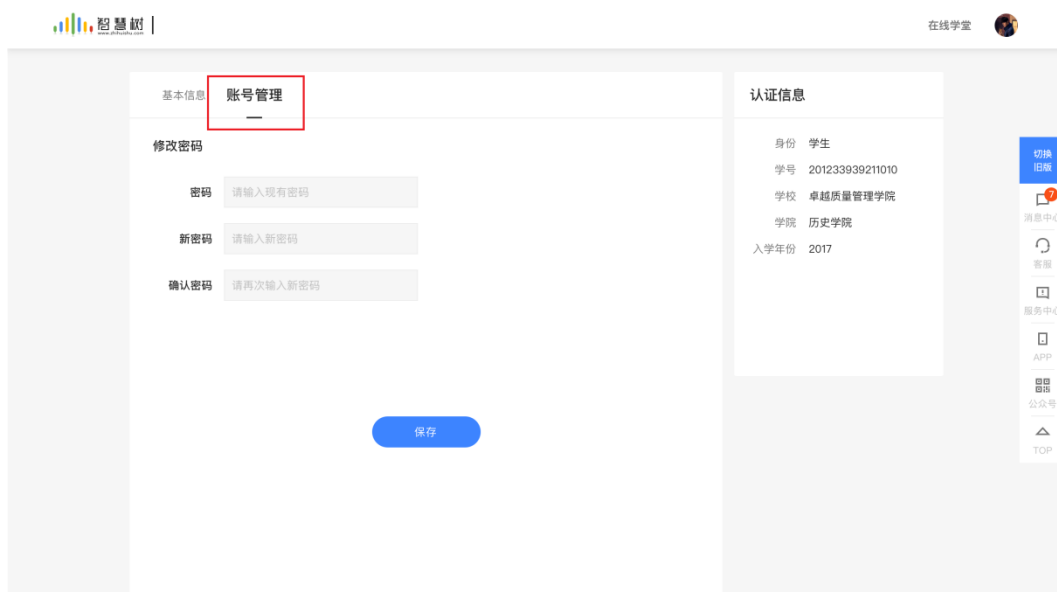 智慧树
www.zhihuishu.com
在线学堂
基本信息
账号管理
修改密码
密码
请输入现有密码
新密码
请输入新密码
确认密码
请再次输入新密码
保存
认证信息
身份 学生
学号 201233939211010
学校 卓越质量管理学院
学院 历史学院
入学年份 2017
切换
旧版
7
消息中心
客服
服务中心
APP
公众号
TOP